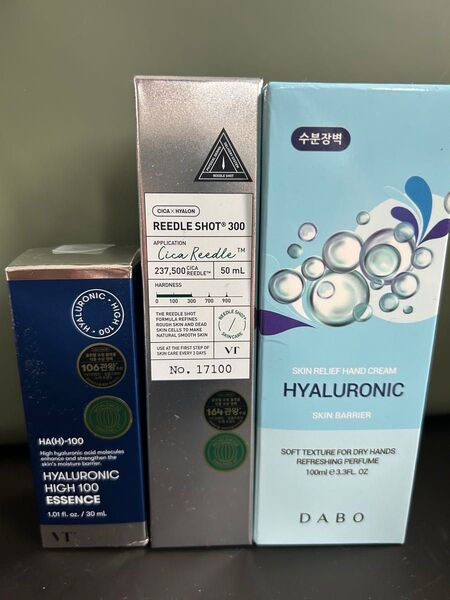 HYALURONIC • HIGH 100
106관왕
HA(H)-100
High hyaluronic acid molecules
enhance and strengthen the
skin's moisture barrier.
HYALURONIC
HIGH 100
ESSENCE
1.01 fl. oz. / 30 mL
VT
REEDLE SHOT
CICA × HYALON
REEDLE SHOT® 300
APPLICATION
Cica Reedle™
237,500 CICA REEDLE™ 50 mL
HARDNESS
0 100 300 700 900
THE REEDLE SHOT
FORMULA REFINES
ROUGH SKIN AND DEAD
SKIN CELLS TO MAKE
NATURAL SMOOTH SKIN
REEDLE SHOT
USE AT THE FIRST STEP OF
SKIN CARE EVERY 3 DAYS
VT
No. 17100
164관왕
수분장벽
SKIN RELIEF HAND CREAM
HYALURONIC
SKIN BARRIER
SOFT TEXTURE FOR DRY HANDS
REFRESHING PERFUME
100ml ℮ 3.3FL. OZ
DABO